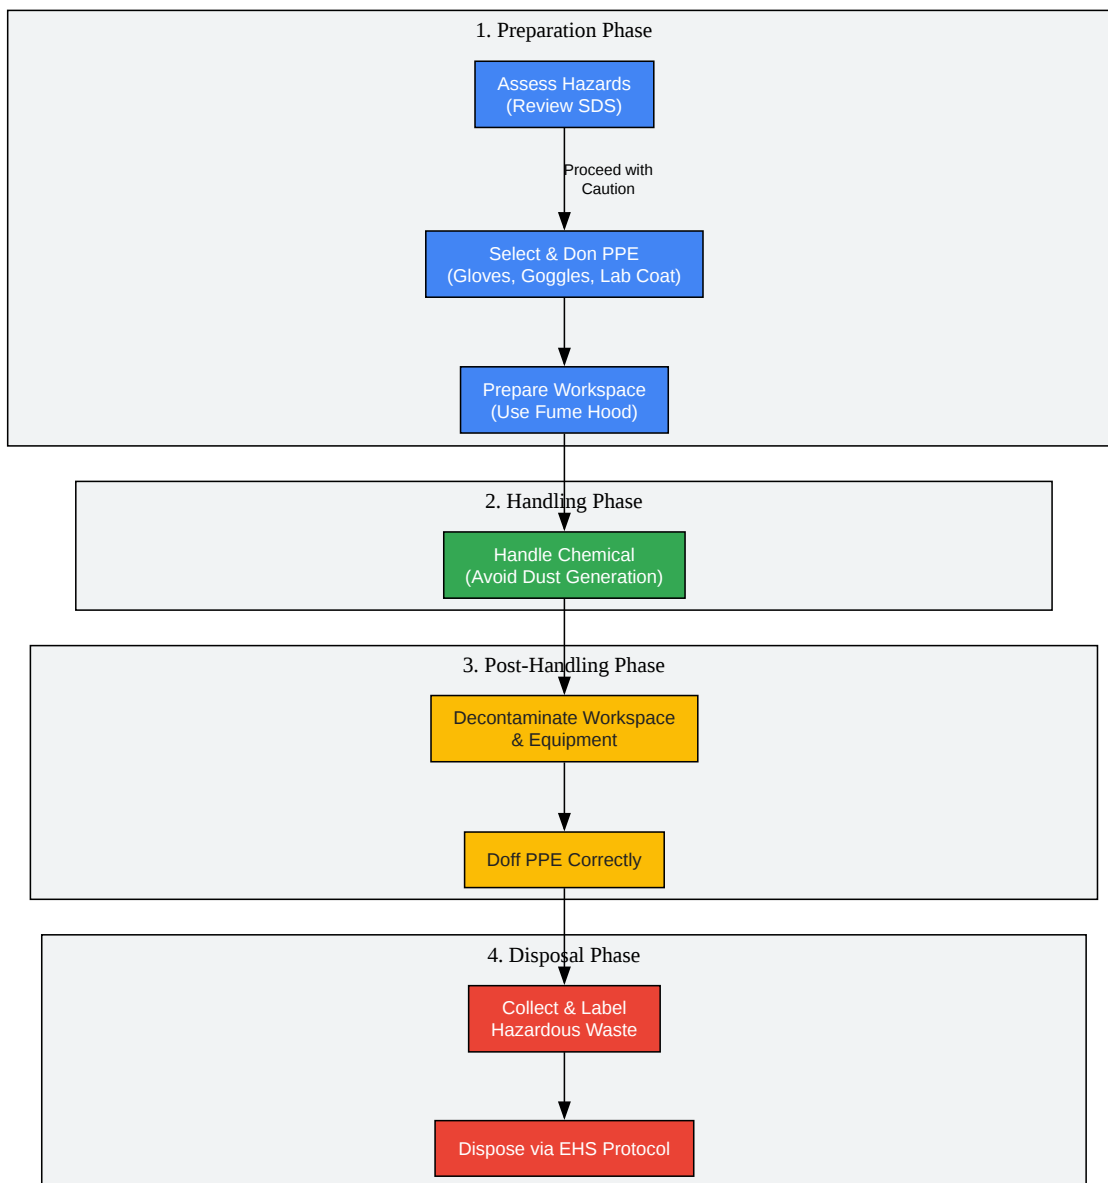 1. Preparation Phase
Assess Hazards
(Review SDS)
Proceed with
Caution
Select & Don PPE
(Gloves, Goggles, Lab Coat)
Prepare Workspace
(Use Fume Hood)
2. Handling Phase
Handle Chemical
(Avoid Dust Generation)
3. Post-Handling Phase
Decontaminate Workspace
& Equipment
Doff PPE Correctly
4. Disposal Phase
Collect & Label
Hazardous Waste
Dispose via EHS Protocol